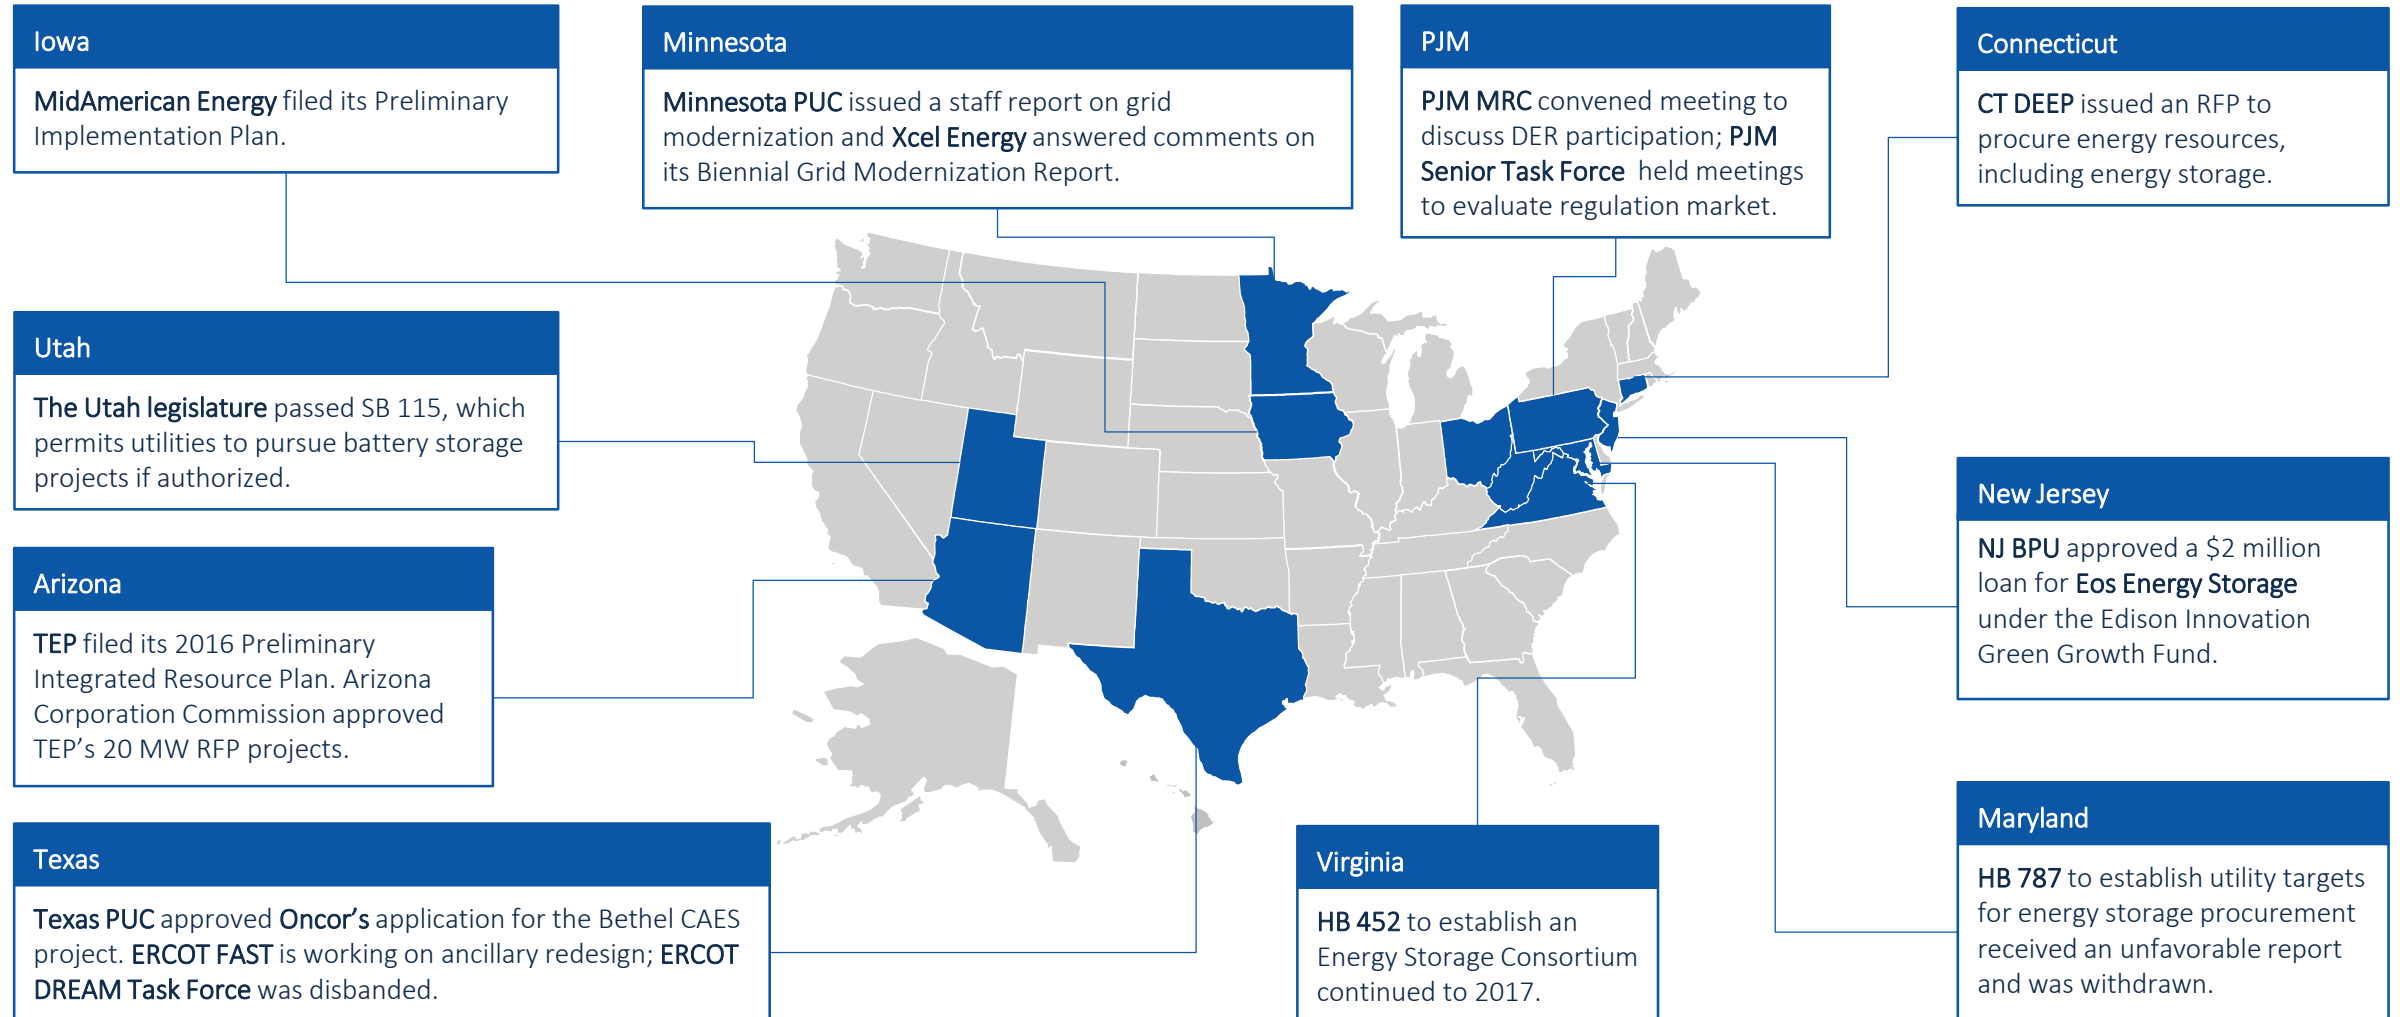 Iowa
MidAmerican Energy filed its Preliminary
Implementation Plan.
Minnesota
Minnesota PUC issued a staff report on grid
modernization and Xcel Energy answered comments on
its Biennial Grid Modernization Report.
PJM
PJM MRC convened meeting to
discuss DER participation; PJM
Senior Task Force held meetings
to evaluate regulation market.
Connecticut
CT DEEP issued an RFP to
procure energy resources,
including energy storage.
Utah
The Utah legislature passed SB 115, which
permits utilities to pursue battery storage
projects if authorized.
Arizona
TEP filed its 2016 Preliminary
Integrated Resource Plan. Arizona
Corporation Commission approved
TEP’s 20 MW RFP projects.
New Jersey
NJ BPU approved a $2 million
loan for Eos Energy Storage
under the Edison Innovation
Green Growth Fund.
Texas
Texas PUC approved Oncor’s application for the Bethel CAES
project. ERCOT FAST is working on ancillary redesign; ERCOT
DREAM Task Force was disbanded.
Virginia
HB 452 to establish an
Energy Storage Consortium
continued to 2017.
Maryland
HB 787 to establish utility targets
for energy storage procurement
received an unfavorable report
and was withdrawn.